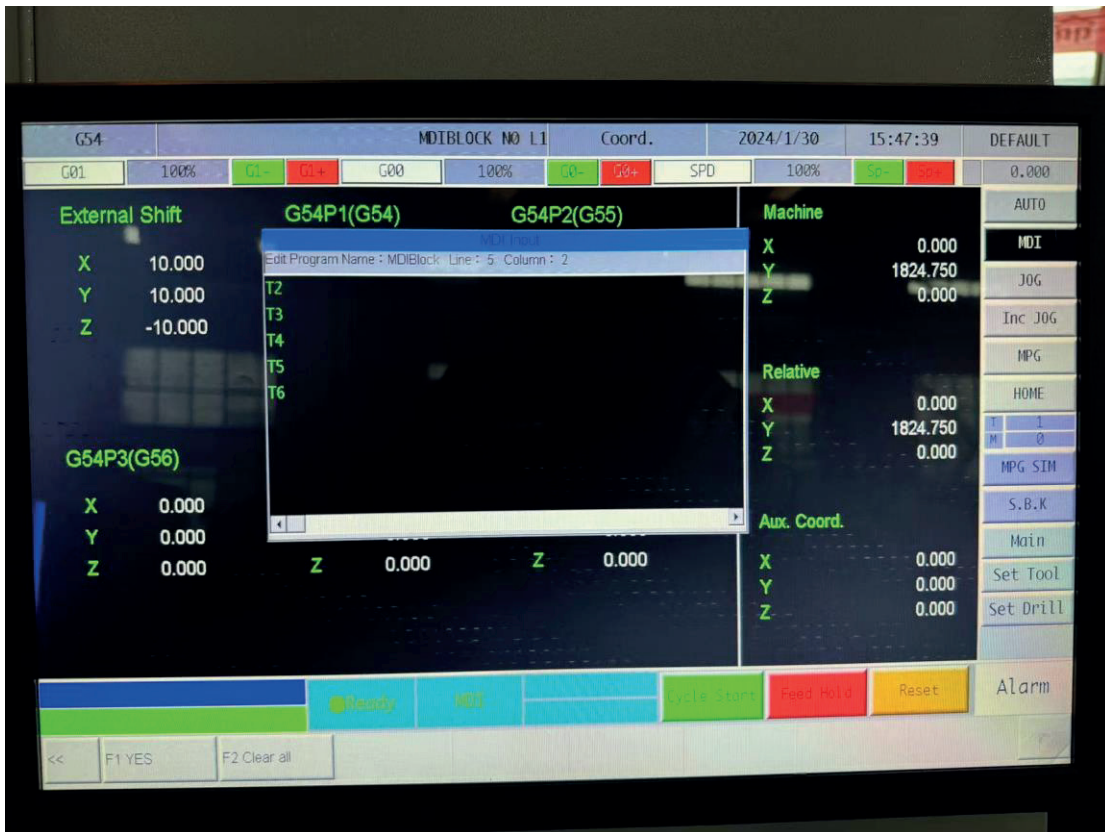 G54 MDIBLOCK N0 L1 Coord. 2024/1/30 15:47:39 DEFAULT
G01 100% G1- G1+ G00 100% G0- G0+ SPD 100% Sp- Sp+ 0.000
External Shift
X 10.000
Y 10.000
Z -10.000
G54P1(G54)
G54P2(G55)
MDI Input
Edit Program Name : MDIBlock Line : 5 Column : 2
T2
T3
T4
T5
T6
G54P3(G56)
X 0.000
Y 0.000
Z 0.000
Z 0.000
Z 0.000
Machine
X 0.000
Y 1824.750
Z 0.000
Relative
X 0.000
Y 1824.750
Z 0.000
Aux. Coord.
X 0.000
Y 0.000
Z 0.000
AUTO
MDI
JOG
Inc JOG
MPG
HOME
T 1
M 0
MPG SIM
S.B.K
Main
Set Tool
Set Drill
Ready MDI Cycle Start Feed Hold Reset Alarm
<< F1 YES F2 Clear all